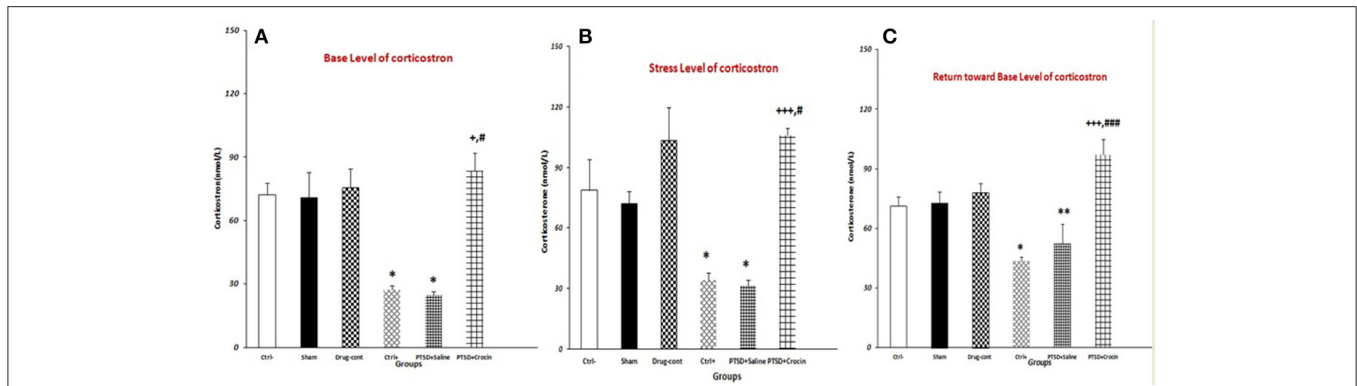 A
Base Level of corticostron
150
120
90
60
30
0
Corticostron(nmol/L)
*
*
+,#
Ctrl-
Sham
Drug-cont
Ctrl+
PTSD+Saline
PTSD+Crocin
Groups
B
Stress Level of corticostron
150
120
90
60
30
0
Corticosterone (nmol/L)
*
*
+++,#
Ctrl-
Sham
Drug-cont
Ctrl+
PTSD+Saline
PTSD+Crocin
Groups
C
Return toward Base Level of corticostron
150
120
90
60
30
0
Corticosterone (nmol/L)
*
**
+++,###
Ctrl-
Sham
Drug-cont
Ctrl+
PTSD+Saline
PTSD+Crocin
Groups